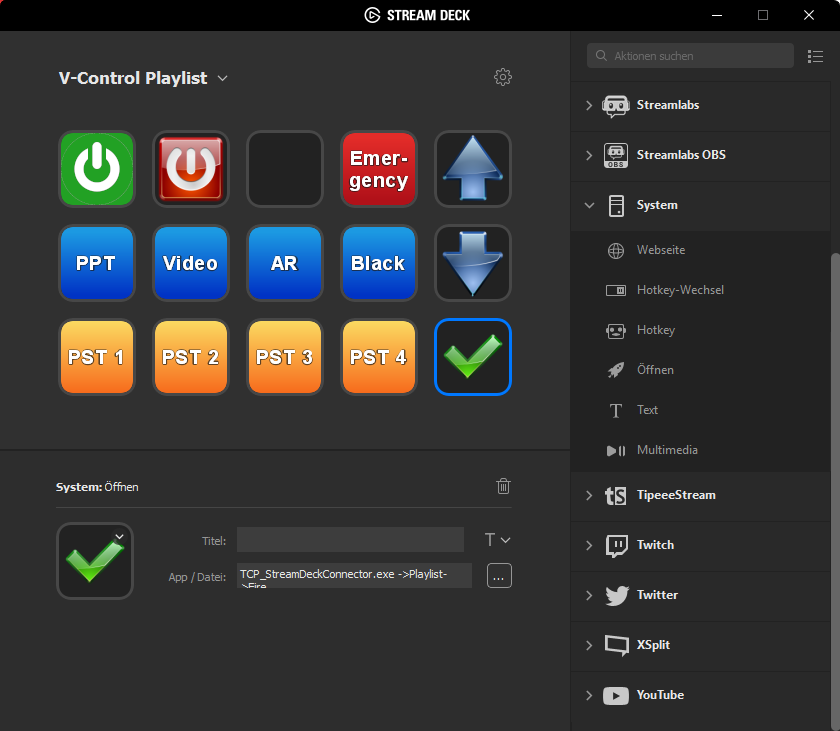 STREAM DECK
V-Control Playlist
Emer-
gency
PPT
Video
AR
Black
PST 1
PST 2
PST 3
PST 4
System: Öffnen
Titel:
T
App / Datei:
TCP_StreamDeckConnector.exe ->Playlist-
>Fire
...
Aktionen suchen
Streamlabs
OBS
Streamlabs OBS
System
Webseite
Hotkey-Wechsel
Hotkey
Öffnen
T
Text
Multimedia
tS
TipeeeStream
Twitch
Twitter
XSplit
YouTube